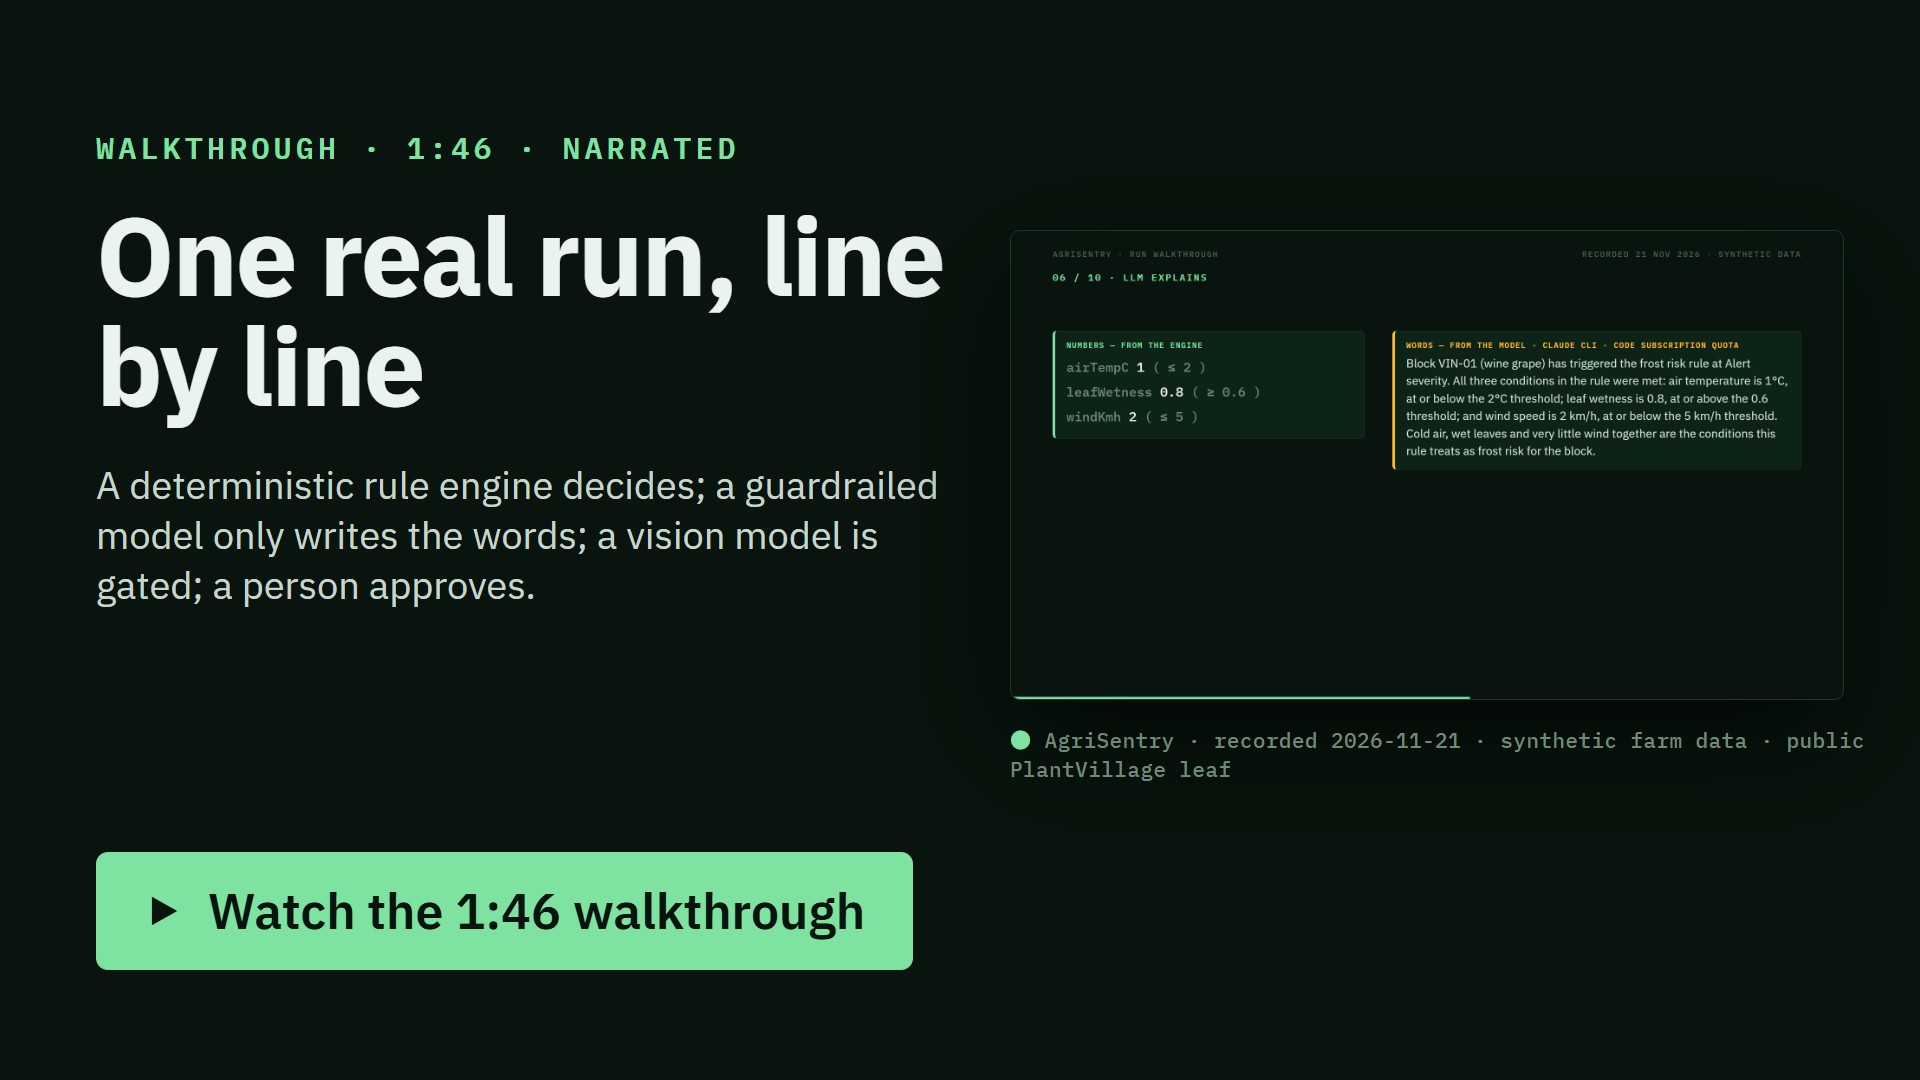 WALKTHROUGH · 1:46 · NARRATED
One real run, line
by line
A deterministic rule engine decides; a guardrailed
model only writes the words; a vision model is
gated; a person approves.
▶ Watch the 1:46 walkthrough
AGRISENTRY · RUN WALKTHROUGH
RECORDED 21 NOV 2026 · SYNTHETIC DATA
06 / 10 · LLM EXPLAINS
NUMBERS — FROM THE ENGINE
airTempC 1 ( ≤ 2 )
leafWetness 0.8 ( ≥ 0.6 )
windKmh 2 ( ≤ 5 )
WORDS — FROM THE MODEL · CLAUDE CLI · CODE SUBSCRIPTION QUOTA
Block VIN-01 (wine grape) has triggered the frost risk rule at Alert
severity. All three conditions in the rule were met: air temperature is 1°C,
at or below the 2°C threshold; leaf wetness is 0.8, at or above the 0.6
threshold; and wind speed is 2 km/h, at or below the 5 km/h threshold.
Cold air, wet leaves and very little wind together are the conditions this
rule treats as frost risk for the block.
AgriSentry · recorded 2026-11-21 · synthetic farm data · public
PlantVillage leaf